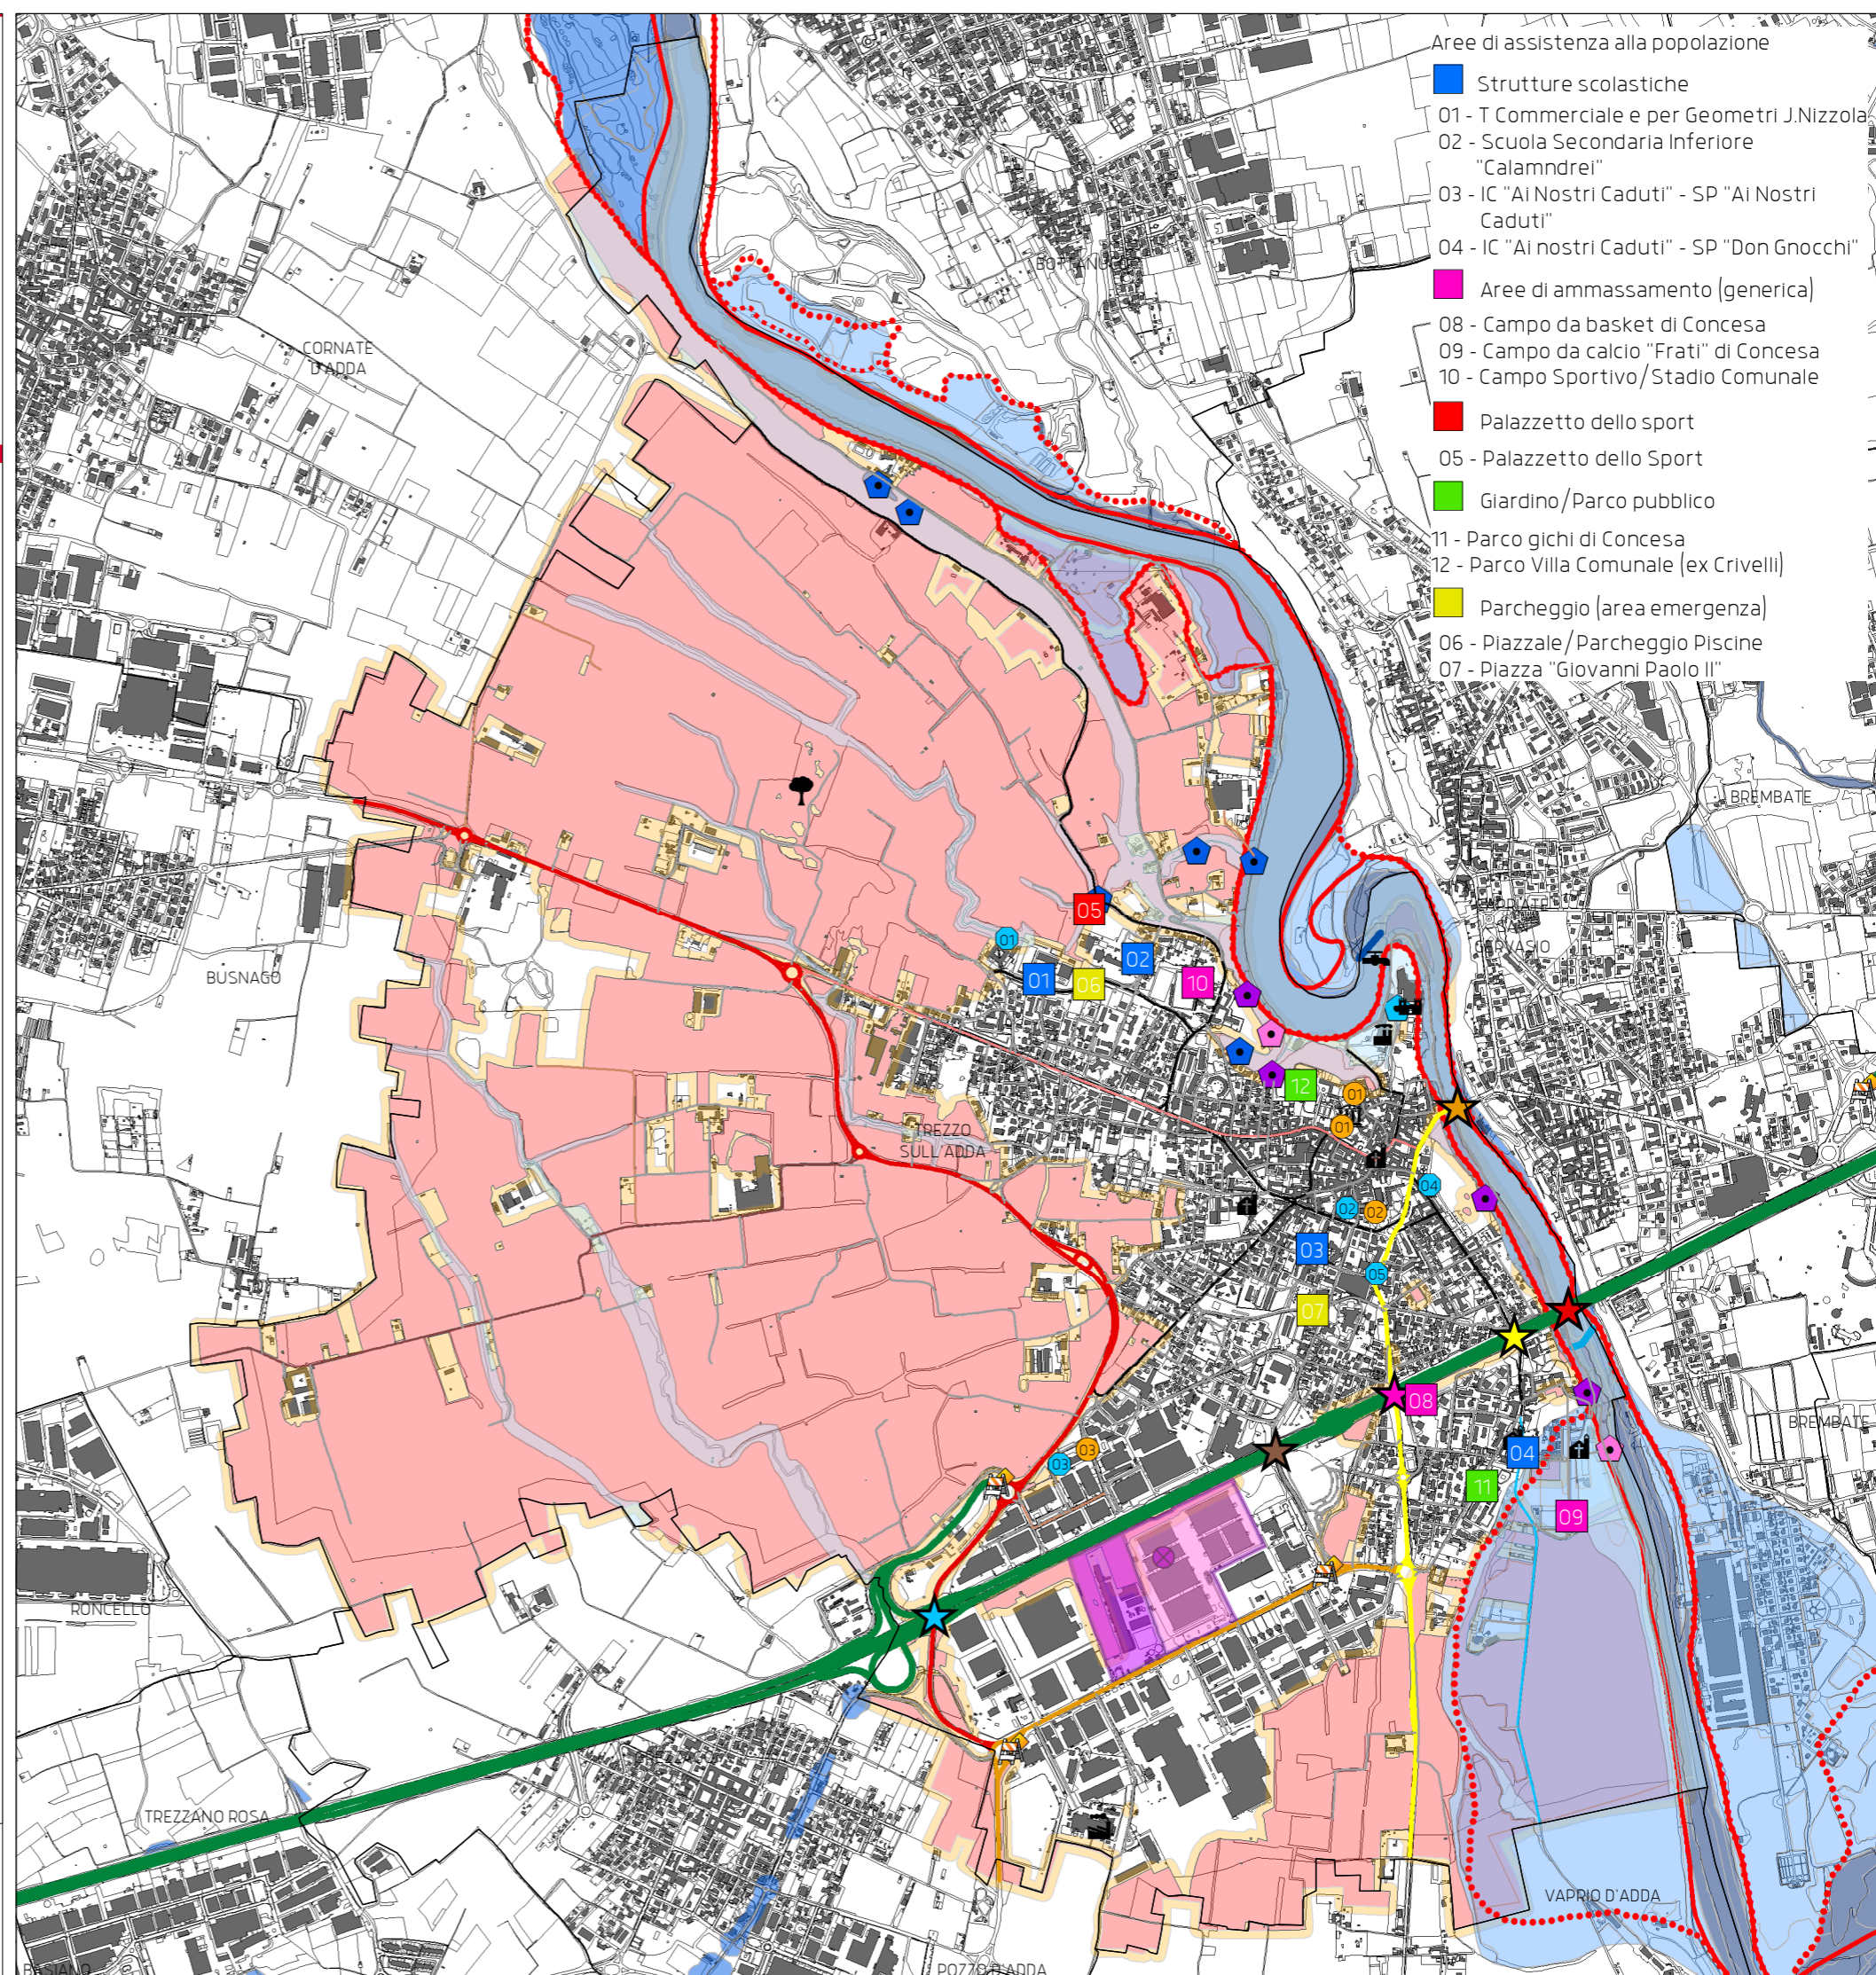 Aree di assistenza alla popolazione
Strutture scolastiche
01 - T Commerciale e per Geometri J.Nizzola
02 - Scuola Secondaria Inferiore
"Calamndrei"
03 - IC "Ai Nostri Caduti" - SP "Ai Nostri
Caduti"
04 - IC "Ai nostri Caduti" - SP "Don Gnocchi"
Aree di ammassamento (generica)
08 - Campo da basket di Concesa
09 - Campo da calcio "Frati" di Concesa
10 - Campo Sportivo/Stadio Comunale
Palazzetto dello sport
05 - Palazzetto dello Sport
Giardino/Parco pubblico
11 - Parco gichi di Concesa
12 - Parco Villa Comunale (ex Crivelli)
Parcheggio (area emergenza)
06 - Piazzale/Parcheggio Piscine
07 - Piazza "Giovanni Paolo II"
BOTTANUCO
CORNATE
D'ADDA
BREMBATE
BUSNAGO
GERVASIO
05
01
02
01
06
10
12
01
01
TREZZO
SULL'ADDA
04
02
02
03
05
07
08
BREMBATE
03
03
04
11
09
RONCELLO
TREZZANO ROSA
VAPRIO D'ADDA
BASIANO
POZZO D'ADDA